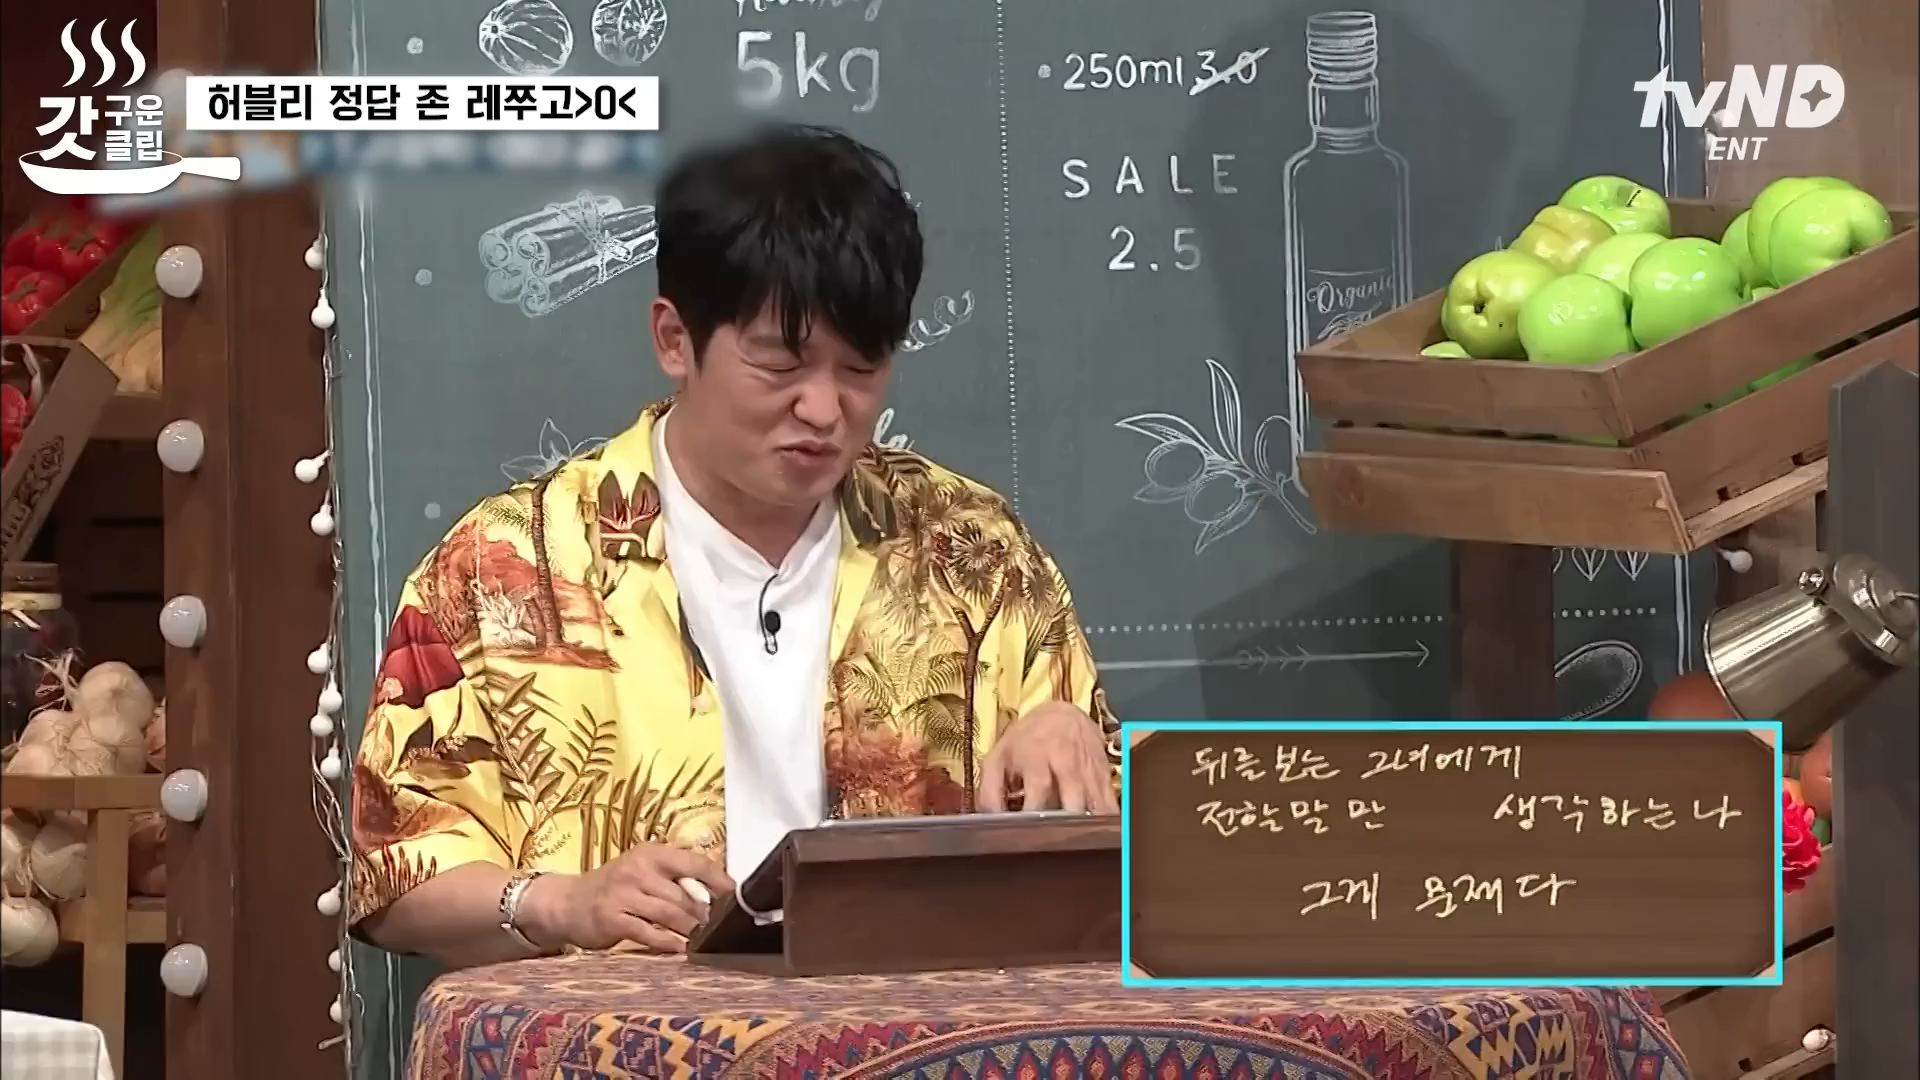 갓 구운 클립
허블리 정답 존 레쭈고>0<
5kg
250ml 3.0
SALE
2.5
Organic
tvND
ENT
뒤를 보는 그녀에게
전할 말 만 생각하는 나
그게 문제다